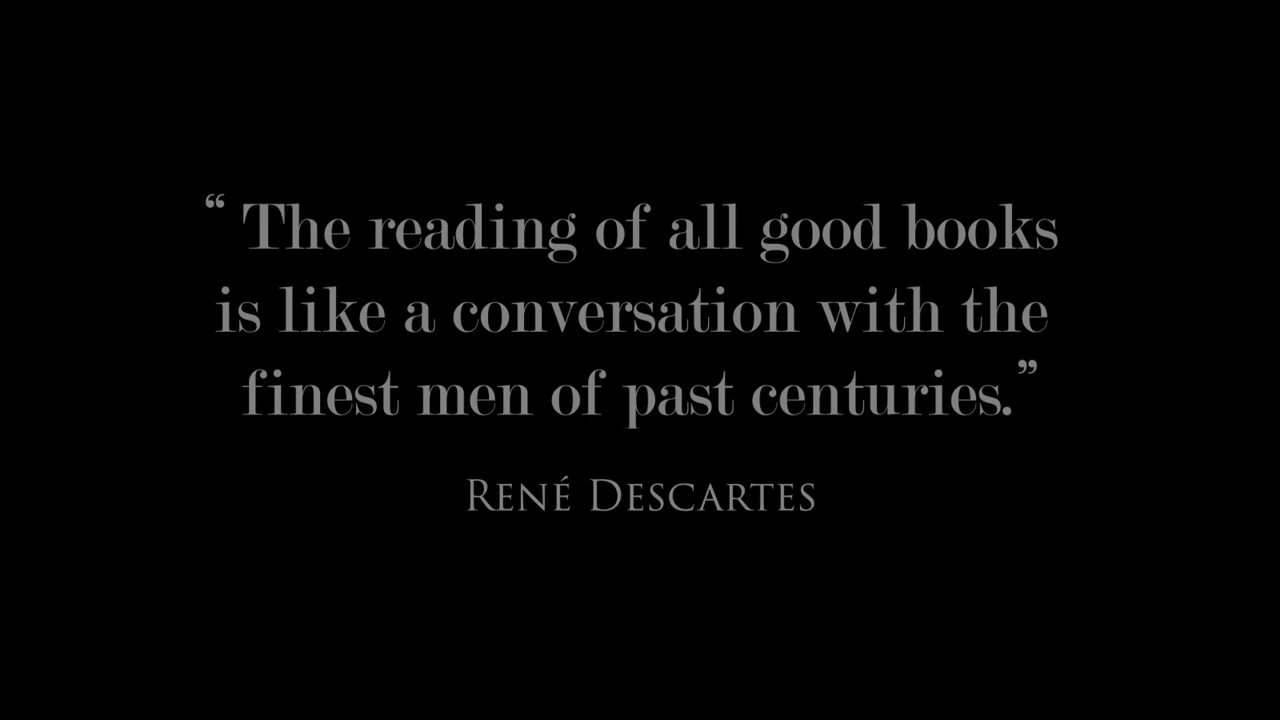 “ The reading of all good books
is like a conversation with the
finest men of past centuries.”
René Descartes